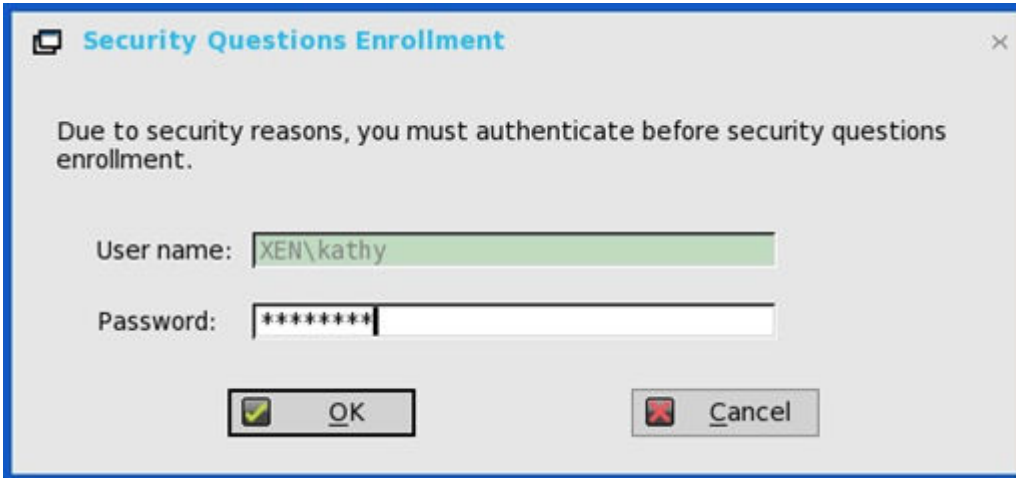 Security Questions Enrollment
Due to security reasons, you must authenticate before security questions
enrollment.
User name: XEN\kathy
Password: ********
OK
Cancel